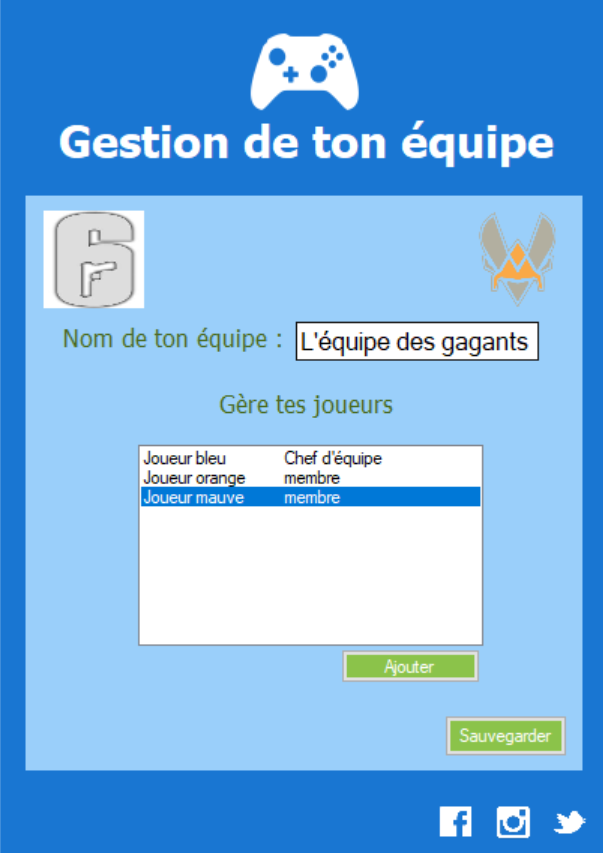 Gestion de ton équipe
Nom de ton équipe : L'équipe des gagants
Gère tes joueurs
Joueur bleu Chef d'équipe
Joueur orange membre
Joueur mauve membre
Ajouter
Sauvegarder